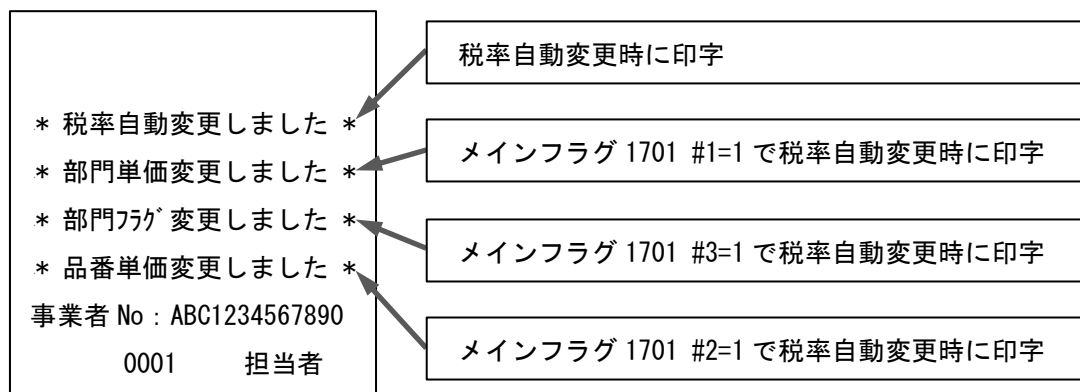 * 税率自動変更しました *
* 部門単価変更しました *
* 部門ﾌﾗｸﾞ変更しました *
* 品番単価変更しました *
事業者 No：ABC1234567890
0001 担当者
税率自動変更時に印字
メインフラグ 1701 #1=1 で税率自動変更時に印字
メインフラグ 1701 #3=1 で税率自動変更時に印字
メインフラグ 1701 #2=1 で税率自動変更時に印字